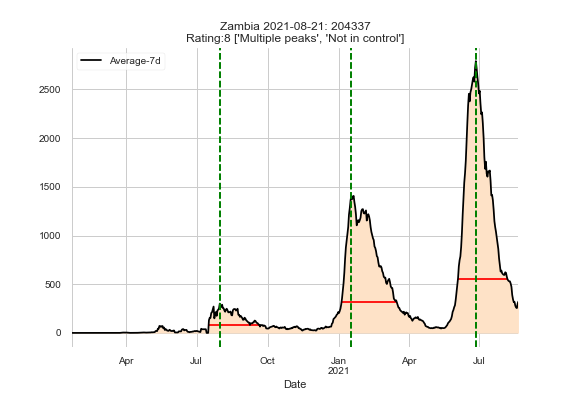 Zambia 2021-08-21: 204337
Rating:8 ['Multiple peaks', 'Not in control']
Average-7d
2500
2000
1500
1000
500
0
Apr Jul Oct Jan Apr Jul
2021
Date